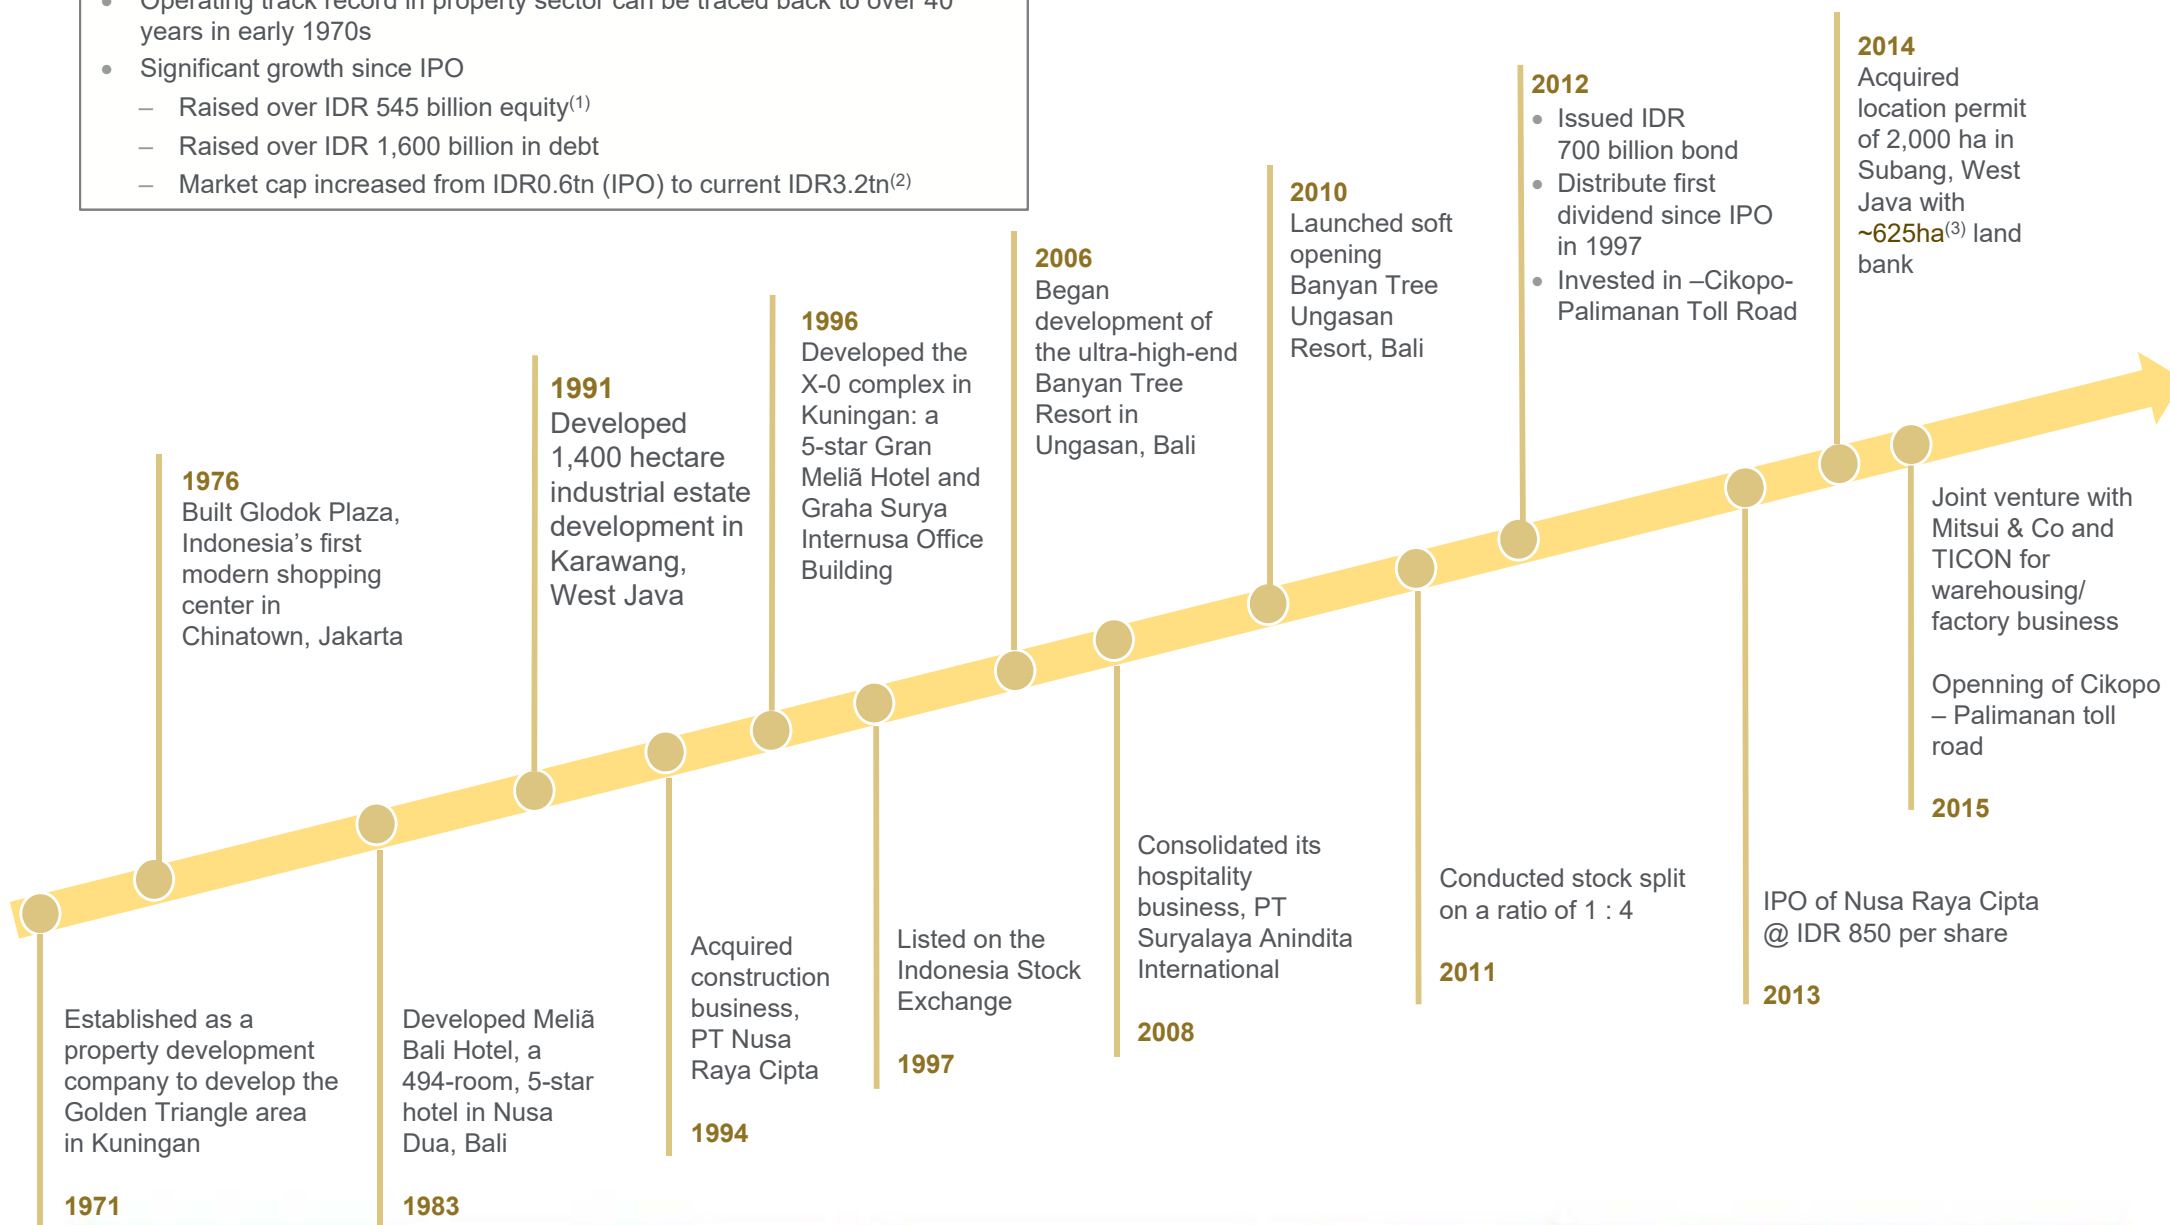 Operating track record in property sector can be traced back to over 40
years in early 1970s
Significant growth since IPO
– Raised over IDR 545 billion equity(1)
– Raised over IDR 1,600 billion in debt
– Market cap increased from IDR0.6tn (IPO) to current IDR3.2tn(2)
1976
Built Glodok Plaza,
Indonesia’s first
modern shopping
center in
Chinatown, Jakarta
1991
Developed
1,400 hectare
industrial estate
development in
Karawang,
West Java
1996
Developed the
X-0 complex in
Kuningan: a
5-star Gran
Meliã Hotel and
Graha Surya
Internusa Office
Building
2006
Began
development of
the ultra-high-end
Banyan Tree
Resort in
Ungasan, Bali
2010
Launched soft
opening
Banyan Tree
Ungasan
Resort, Bali
2012
• Issued IDR
700 billion bond
• Distribute first
dividend since IPO
in 1997
• Invested in –Cikopo-
Palimanan Toll Road
2014
Acquired
location permit
of 2,000 ha in
Subang, West
Java with
~625ha(3) land
bank
Established as a
property development
company to develop the
Golden Triangle area
in Kuningan
1971
Developed Meliã
Bali Hotel, a
494-room, 5-star
hotel in Nusa
Dua, Bali
1983
Acquired
construction
business,
PT Nusa
Raya Cipta
1994
Listed on the
Indonesia Stock
Exchange
1997
Consolidated its
hospitality
business, PT
Suryalaya Anindita
International
2008
Conducted stock split
on a ratio of 1 : 4
2011
IPO of Nusa Raya Cipta
@ IDR 850 per share
2013
Joint venture with
Mitsui & Co and
TICON for
warehousing/
factory business
Openning of Cikopo
– Palimanan toll
road
2015